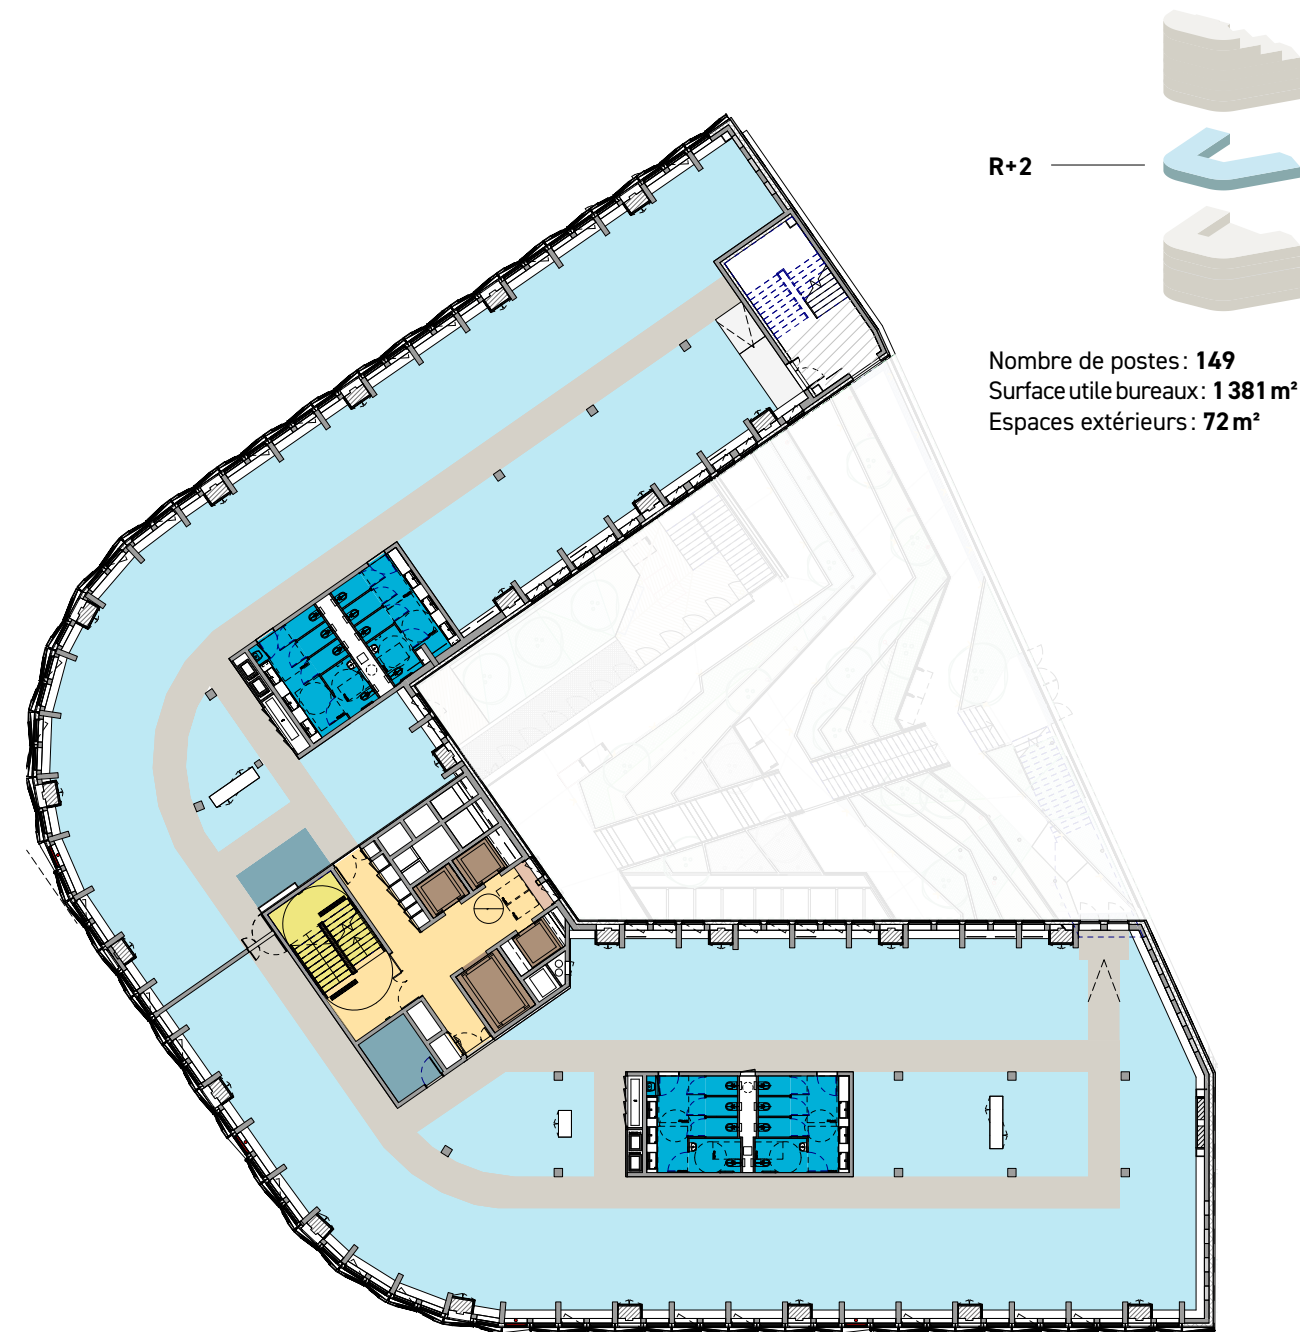 R+2
Nombre de postes : 149
Surface utile bureaux : 1 381 m²
Espaces extérieurs : 72 m²